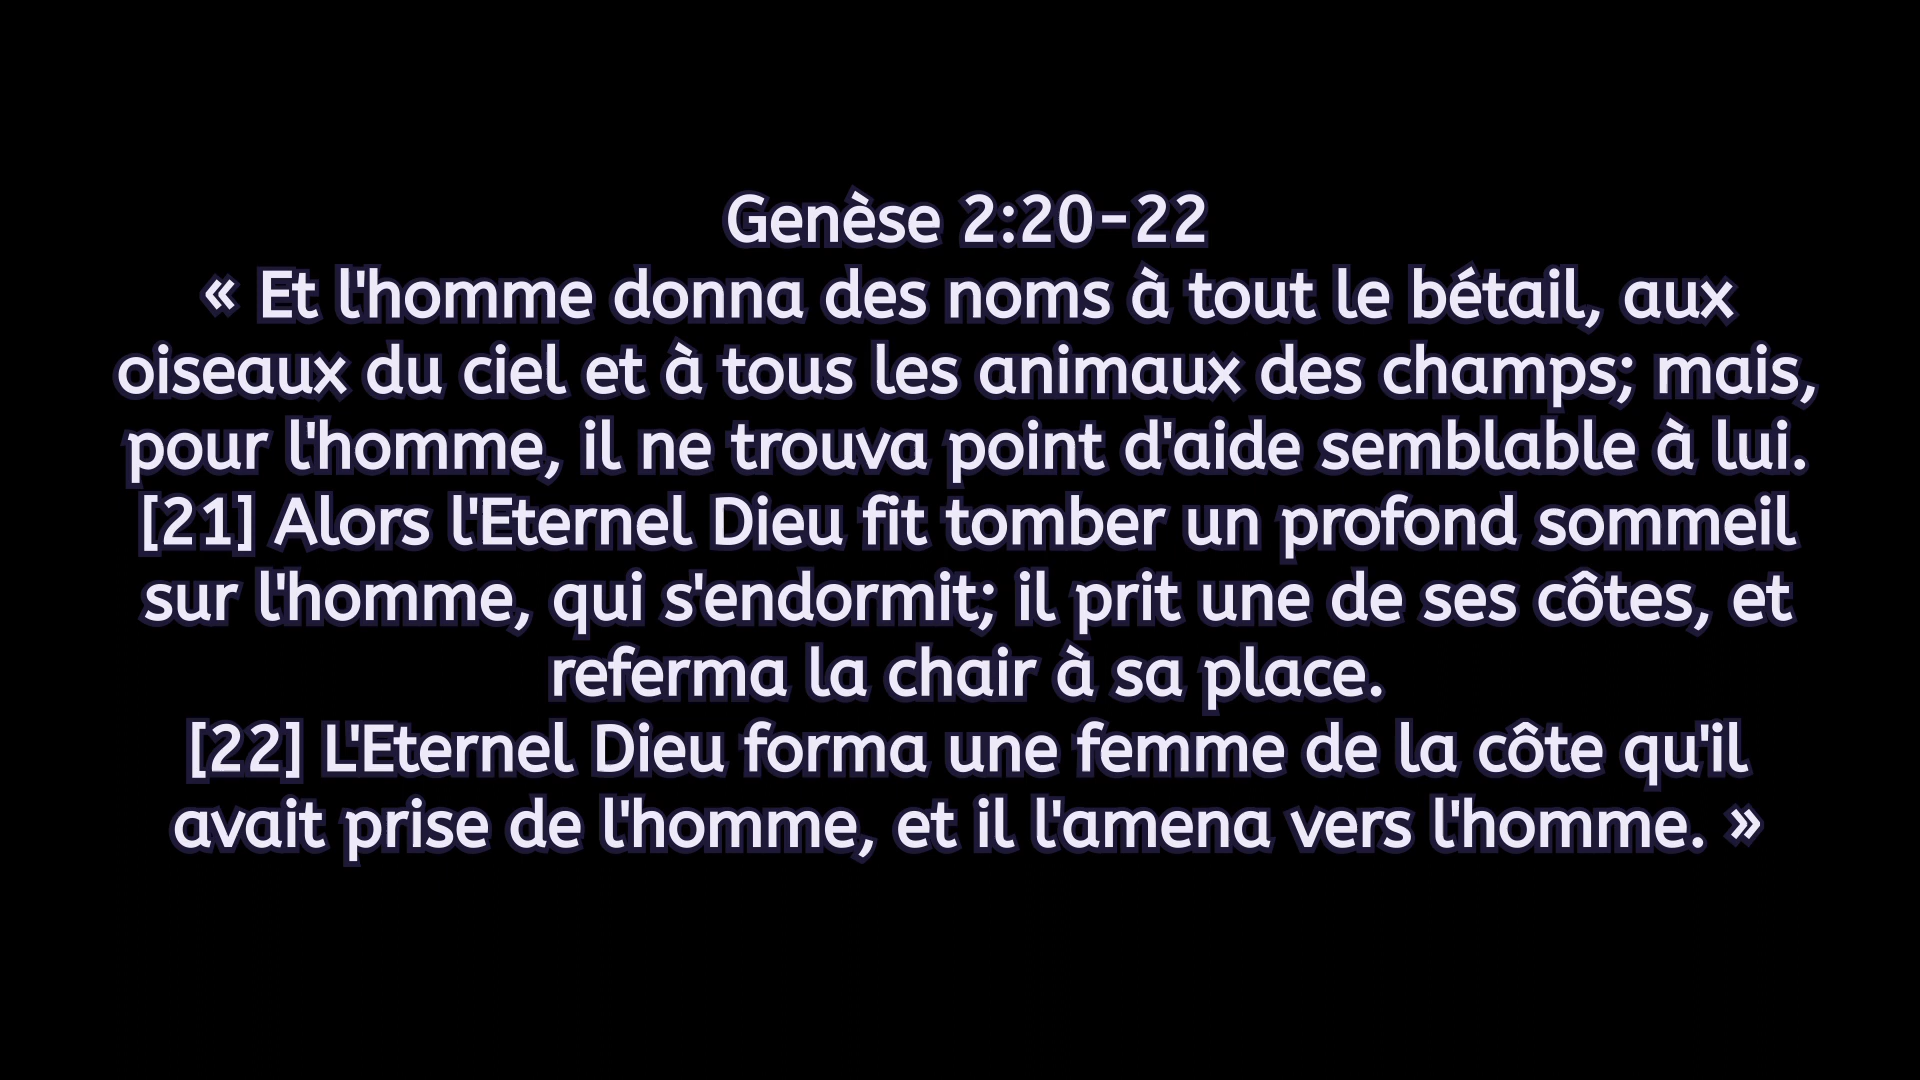 Genèse 2:20-22
« Et l'homme donna des noms à tout le bétail, aux
oiseaux du ciel et à tous les animaux des champs; mais,
pour l'homme, il ne trouva point d'aide semblable à lui.
[21] Alors l'Eternel Dieu fit tomber un profond sommeil
sur l'homme, qui s'endormit; il prit une de ses côtes, et
referma la chair à sa place.
[22] L'Eternel Dieu forma une femme de la côte qu'il
avait prise de l'homme, et il l'amena vers l'homme. »